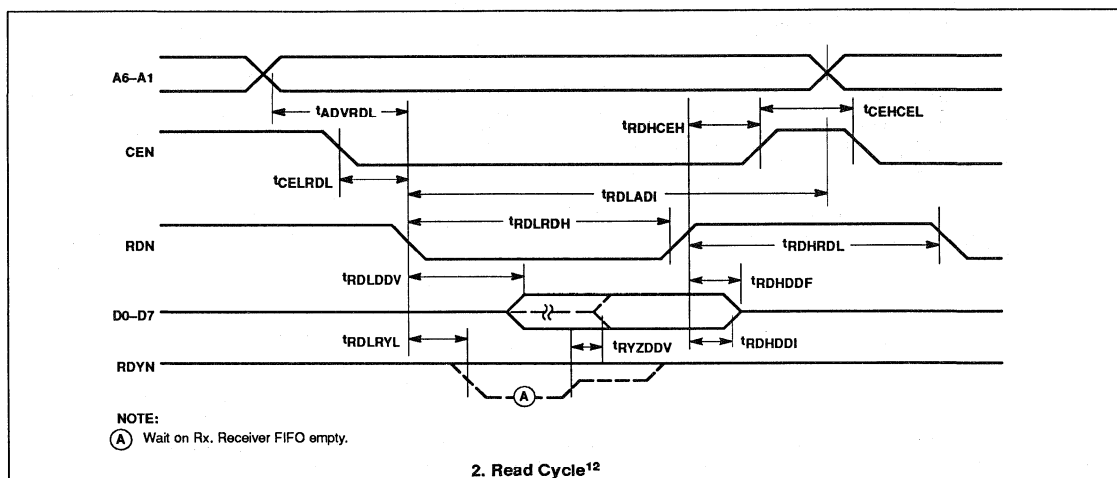 A6–A1
tADVRDL
tRDHCEH
tCEHCEL
CEN
tCELRDL
tRDLADI
tRDLRDH
RDN
tRDHRDL
tRDLDDV
tRDHDDF
D0–D7
tRDLRYL
tRYZDDV
tRDHDDI
RDYN
A
NOTE:
A Wait on Rx. Receiver FIFO empty.
2. Read Cycle12